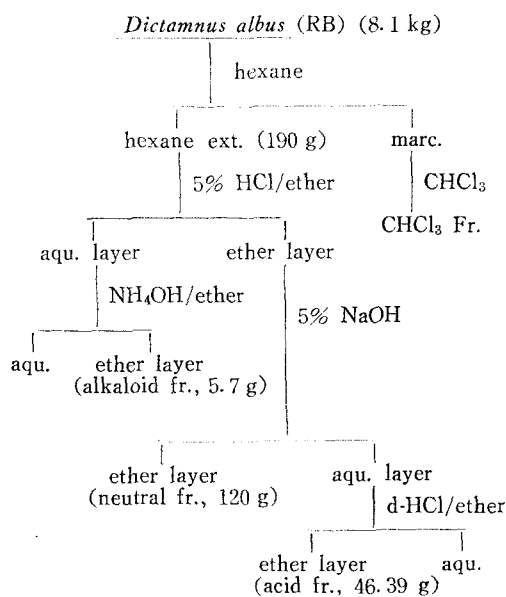 Dictamnus albus (RB) (8.1 kg)
hexane
hexane ext. (190 g)
marc.
5% HCl/ether
CHCl₃
CHCl₃ Fr.
aqu. layer
ether layer
NH₄OH/ether
5% NaOH
aqu.
ether layer
(alkaloid fr., 5.7 g)
ether layer
(neutral fr., 120 g)
aqu. layer
d-HCl/ether
ether layer
(acid fr., 46.39 g)
aqu.